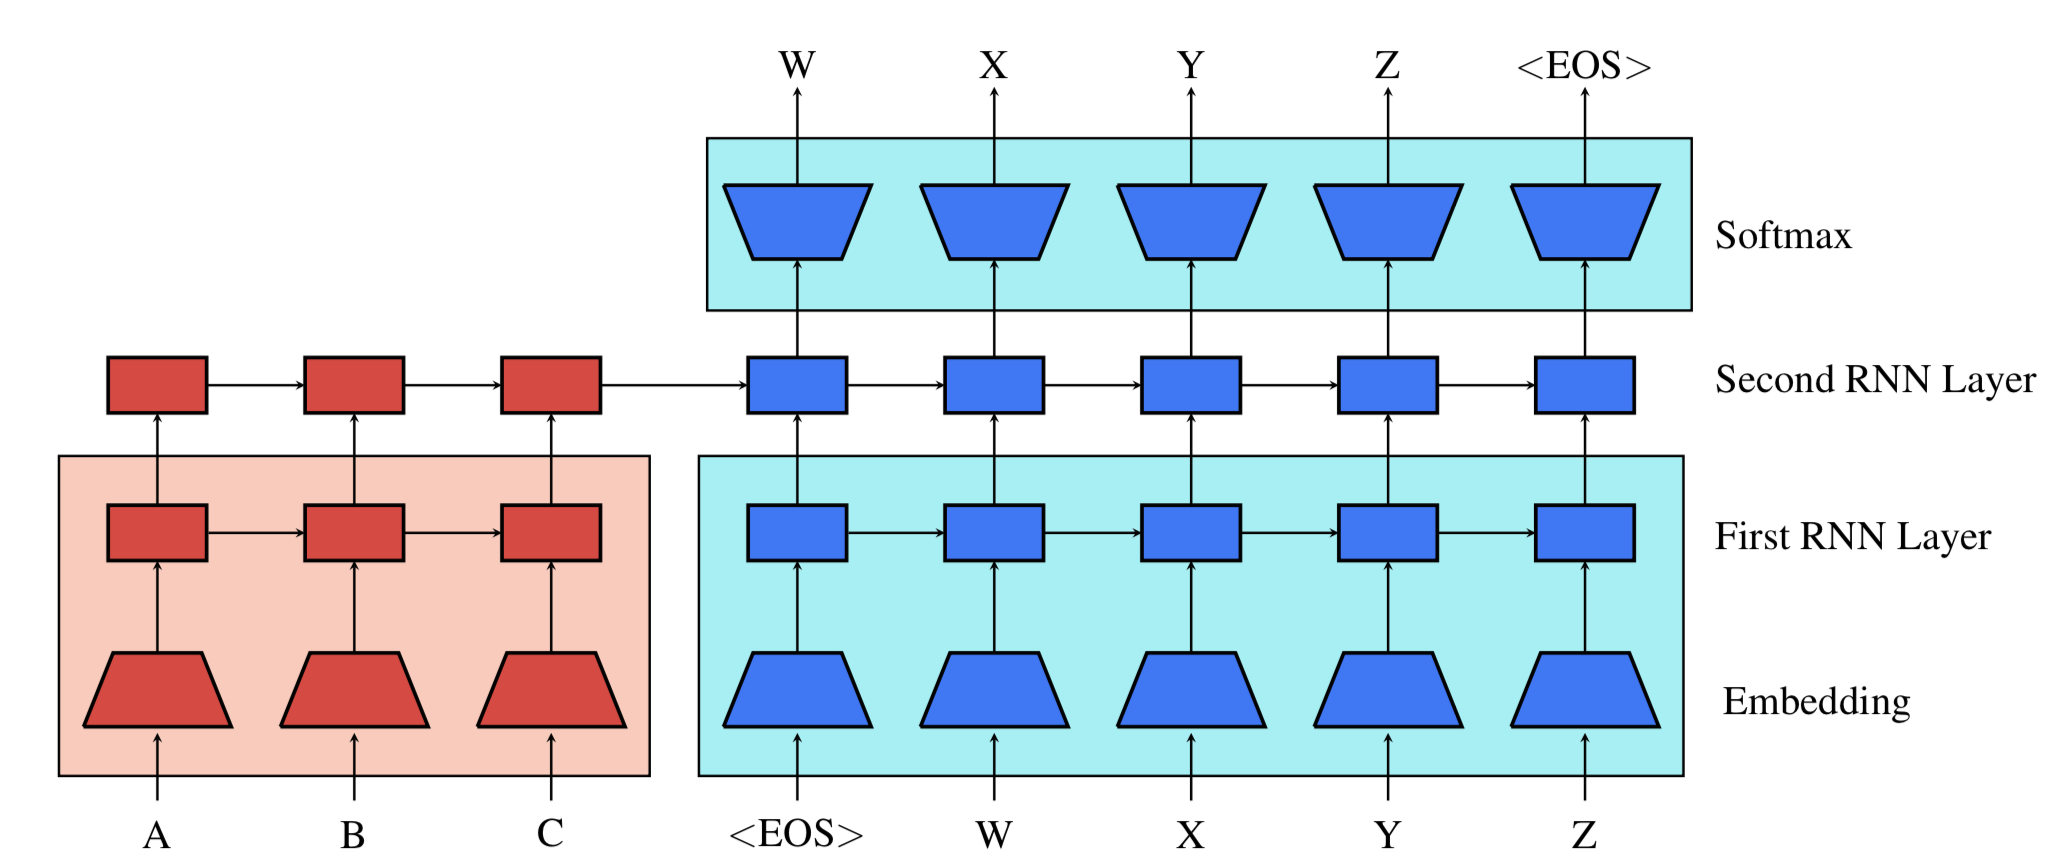 W X Y Z <EOS>
Softmax
Second RNN Layer
First RNN Layer
Embedding
A B C <EOS> W X Y Z